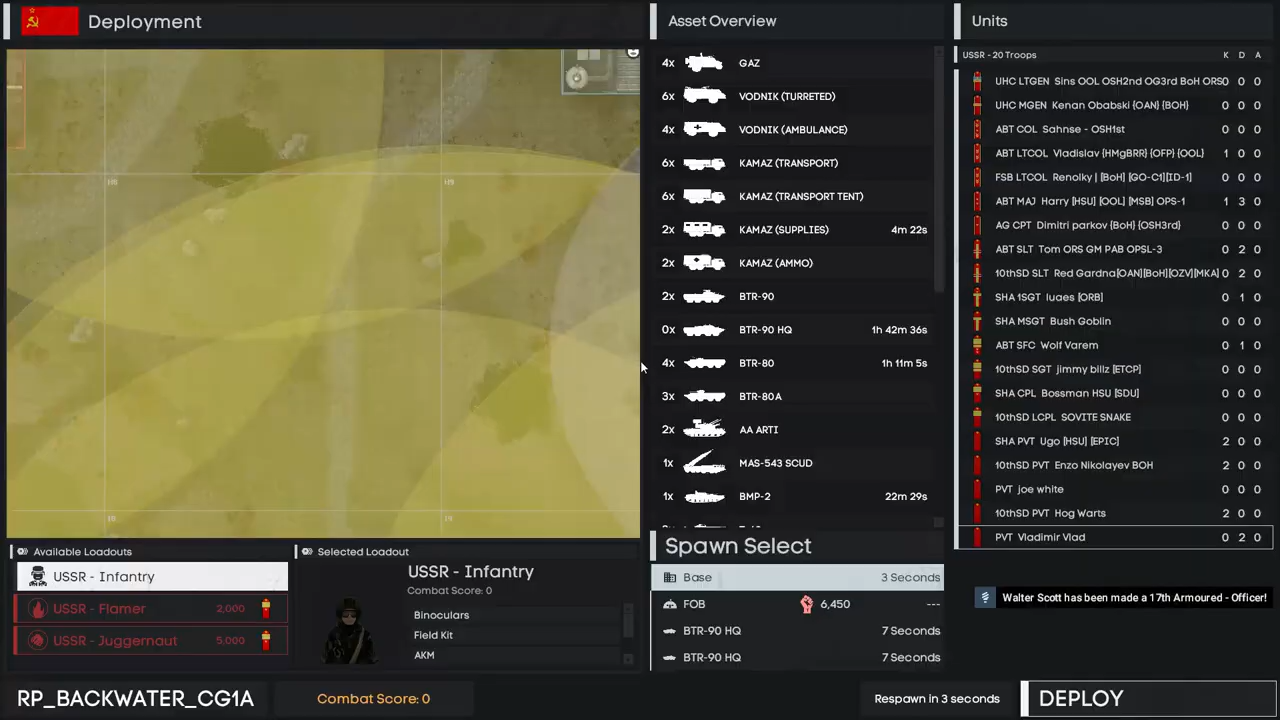 Deployment
H8
H9
I8
I9
Available Loadouts
USSR - Infantry
USSR - Flamer 2,000
USSR - Juggernaut 5,000
Selected Loadout
USSR - Infantry
Combat Score: 0
Binoculars
Field Kit
AKM
RP_BACKWATER_CG1A
Combat Score: 0
Asset Overview
4x GAZ
6x VODNIK (TURRETED)
4x VODNIK (AMBULANCE)
6x KAMAZ (TRANSPORT)
6x KAMAZ (TRANSPORT TENT)
2x KAMAZ (SUPPLIES) 4m 22s
2x KAMAZ (AMMO)
2x BTR-90
0x BTR-90 HQ 1h 42m 36s
4x BTR-80 1h 11m 5s
3x BTR-80A
2x AA ARTI
1x MAS-543 SCUD
1x BMP-2 22m 29s
Spawn Select
Base 3 Seconds
FOB 6,450 ---
BTR-90 HQ 7 Seconds
BTR-90 HQ 7 Seconds
Respawn in 3 seconds
DEPLOY
Units
USSR - 20 Troops K D A
UHC LTGEN Sins OOL OSH2nd OG3rd BoH ORS0 0 0
UHC MGEN Kenan Obabski {OAN} {BOH} 0 0 0
ABT COL Sahnse - OSH1st 0 0 0
ABT LTCOL Vladislav {HMgBRR} {OFP} {OOL} 1 0 0
FSB LTCOL Renolky | [BoH] [GO-C1][ID-1] 0 0 0
ABT MAJ Harry [HSU] [OOL] [MSB] OPS-1 1 3 0
AG CPT Dimitri parkov {BoH} {OSH3rd} 0 0 0
ABT SLT Tom ORS GM PAB OPSL-3 0 2 0
10thSD SLT Red Gardna[OAN][BoH][OZV][MKA] 0 2 0
SHA 1SGT luaes [ORB] 0 1 0
SHA MSGT Bush Goblin 0 0 0
ABT SFC Wolf Varem 0 1 0
10thSD SGT jimmy billz [ETCP] 0 0 0
SHA CPL Bossman HSU [SDU] 0 0 0
10thSD LCPL SOVITE SNAKE 0 0 0
SHA PVT Ugo [HSU] [EPIC] 2 0 0
10thSD PVT Enzo Nikolayev BOH 2 0 0
PVT joe white 0 0 0
10thSD PVT Hog Warts 2 0 0
PVT Vladimir Vlad 0 2 0
Walter Scott has been made a 17th Armoured - Officer!